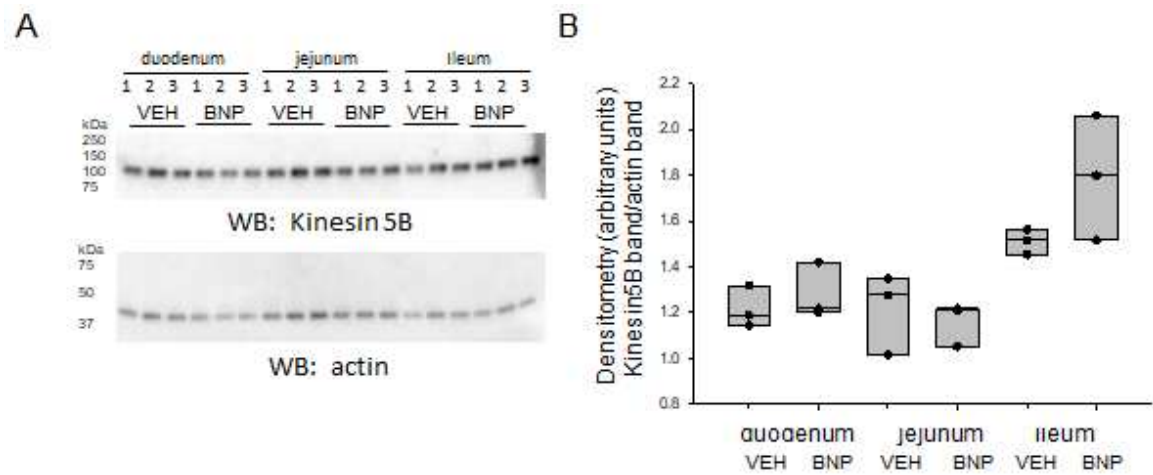 A
duodenum jejunum Ileum
1 2 3 1 2 3 1 2 3 1 2 3 1 2 3 1 2 3
VEH BNP VEH BNP VEH BNP
kDa
250
150
100
75
WB: Kinesin 5B
kDa
75
50
37
WB: actin
B
Densitometry (arbitrary units)
Kinesin5B band/actin band
2.2
2.0
1.8
1.6
1.4
1.2
1.0
0.8
duodenum jejunum Ileum
VEH BNP VEH BNP VEH BNP